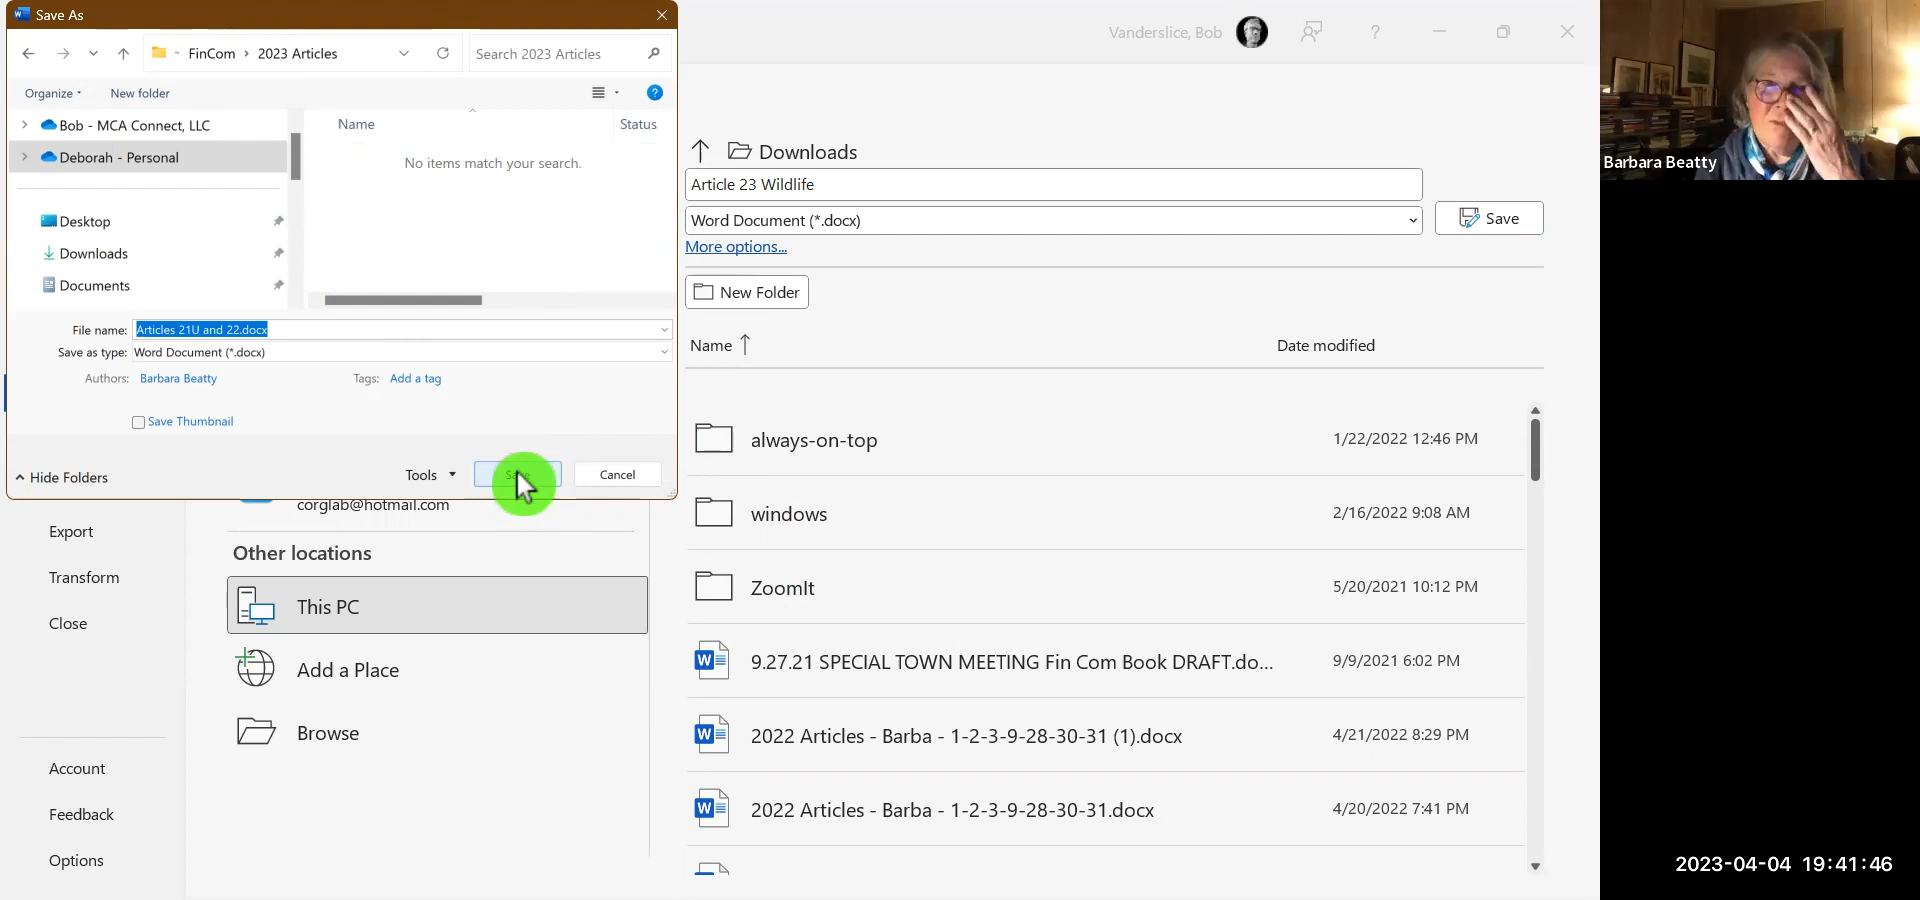 Save As
FinCom › 2023 Articles
Search 2023 Articles
Organize
New folder
Bob - MCA Connect, LLC
Deborah - Personal
Desktop
Downloads
Documents
Name
Status
No items match your search.
File name: Articles 21U and 22.docx
Save as type: Word Document (*.docx)
Authors: Barbara Beatty
Tags: Add a tag
Save Thumbnail
Hide Folders
Tools
Save
Cancel
corglab@hotmail.com
Export
Transform
Close
Account
Feedback
Options
Other locations
This PC
Add a Place
Browse
Vanderslice, Bob
?
Downloads
Article 23 Wildlife
Word Document (*.docx)
Save
More options...
New Folder
Name ↑
Date modified
always-on-top 1/22/2022 12:46 PM
windows 2/16/2022 9:08 AM
ZoomIt 5/20/2021 10:12 PM
9.27.21 SPECIAL TOWN MEETING Fin Com Book DRAFT.do... 9/9/2021 6:02 PM
2022 Articles - Barba - 1-2-3-9-28-30-31 (1).docx 4/21/2022 8:29 PM
2022 Articles - Barba - 1-2-3-9-28-30-31.docx 4/20/2022 7:41 PM
Barbara Beatty
2023-04-04 19:41:46